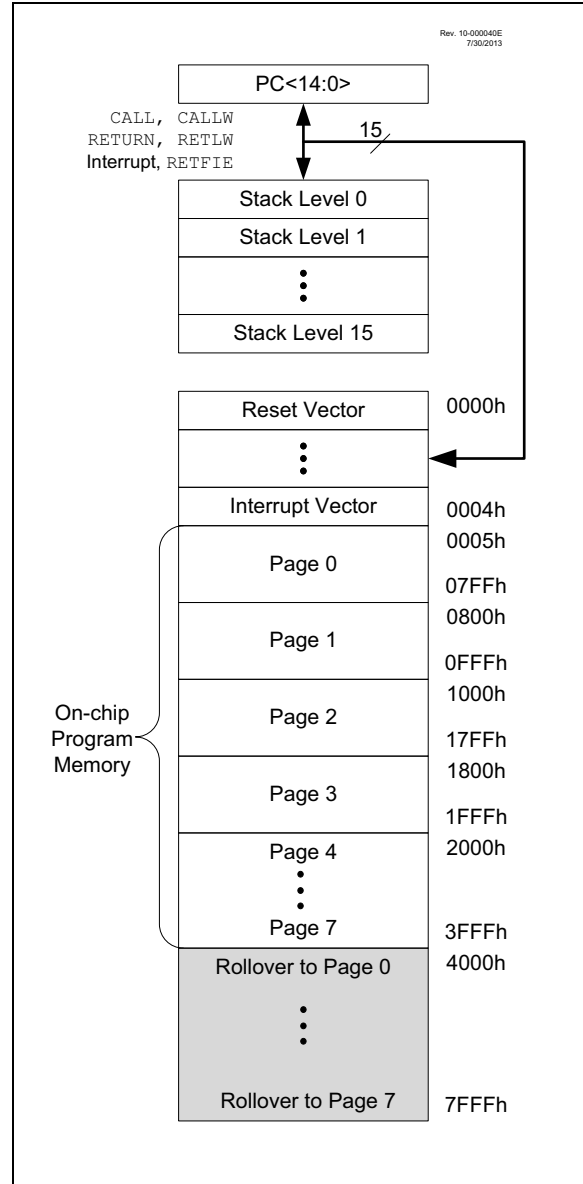 Rev. 10-000040E
7/30/2013
PC<14:0>
CALL, CALLW
RETURN, RETLW
Interrupt, RETFIE
15
Stack Level 0
Stack Level 1
Stack Level 15
Reset Vector
0000h
Interrupt Vector
0004h
0005h
Page 0
07FFh
0800h
Page 1
0FFFh
1000h
On-chip
Program
Memory
Page 2
17FFh
1800h
Page 3
1FFFh
Page 4
2000h
Page 7
3FFFh
Rollover to Page 0
4000h
Rollover to Page 7
7FFFh